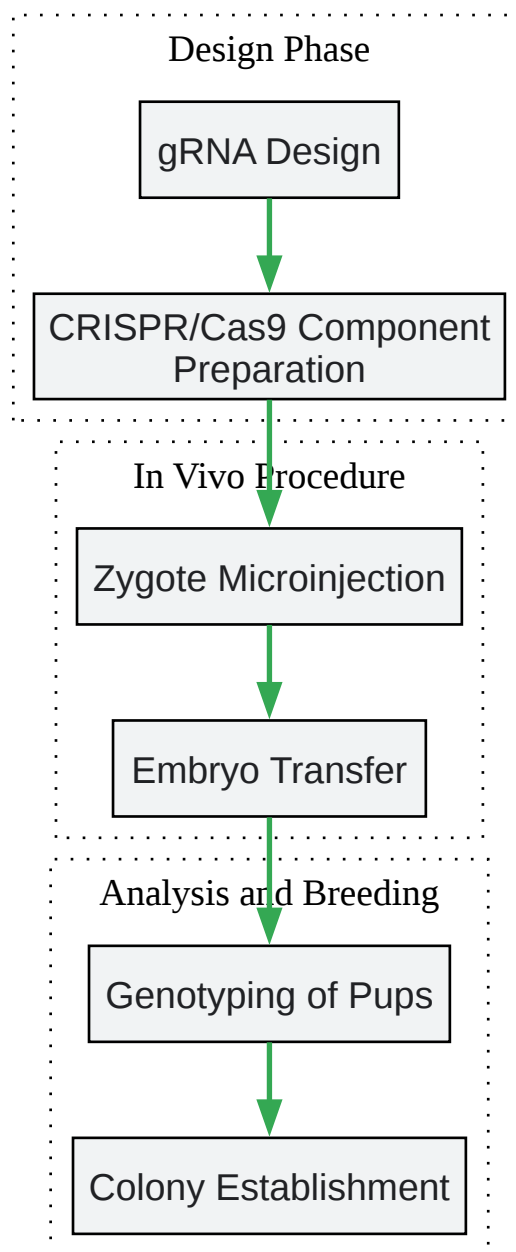 Design Phase
gRNA Design
CRISPR/Cas9 Component
Preparation
In Vivo Procedure
Zygote Microinjection
Embryo Transfer
Analysis and Breeding
Genotyping of Pups
Colony Establishment